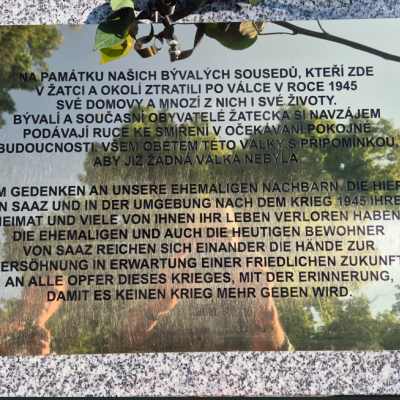 NA PAMÁTKU NAŠICH BÝVALÝCH SOUSEDŮ, KTEŘÍ ZDE
V ŽATCI A OKOLÍ ZTRATILI PO VÁLCE V ROCE 1945
SVÉ DOMOVY A MNOZÍ Z NICH I SVÉ ŽIVOTY.
BÝVALÍ A SOUČASNÍ OBYVATELÉ ŽATECKA SI NAVZÁJEM
PODÁVAJÍ RUCE KE SMÍŘENÍ V OČEKÁVÁNÍ POKOJNÉ
BUDOUCNOSTI. VŠEM OBĚTEM TÉTO VÁLKY S PŘIPOMÍNKOU,
ABY JIŽ ŽÁDNÁ VÁLKA NEBYLA.
M GEDENKEN AN UNSERE EHEMALIGEN NACHBARN. DIE HIER
N SAAZ UND IN DER UMGEBUNG NACH DEM KRIEG 1945 IHRE
HEIMAT UND VIELE VON IHNEN IHR LEBEN VERLOREN HABEN
DIE EHEMALIGEN UND AUCH DIE HEUTIGEN BEWOHNER
VON SAAZ REICHEN SICH EINANDER DIE HÄNDE ZUR
ERSÖHNUNG IN ERWARTUNG EINER FRIEDLICHEN ZUKUNFT
AN ALLE OPFER DIESES KRIEGES, MIT DER ERINNERUNG,
DAMIT ES KEINEN KRIEG MEHR GEBEN WIRD.